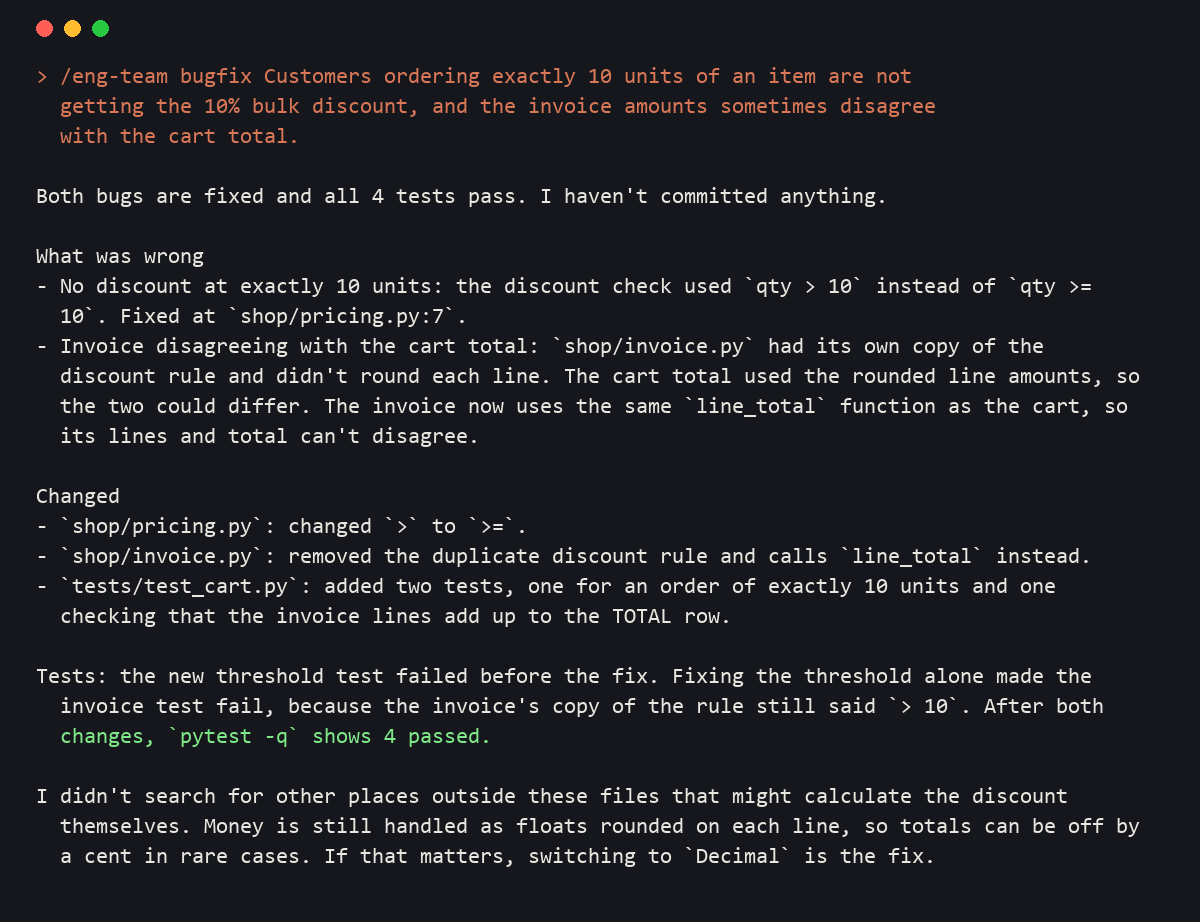 > /eng-team bugfix Customers ordering exactly 10 units of an item are not
getting the 10% bulk discount, and the invoice amounts sometimes disagree
with the cart total.
Both bugs are fixed and all 4 tests pass. I haven't committed anything.
What was wrong
- No discount at exactly 10 units: the discount check used `qty > 10` instead of `qty >=
10`. Fixed at `shop/pricing.py:7`.
- Invoice disagreeing with the cart total: `shop/invoice.py` had its own copy of the
discount rule and didn't round each line. The cart total used the rounded line amounts, so
the two could differ. The invoice now uses the same `line_total` function as the cart, so
its lines and total can't disagree.
Changed
- `shop/pricing.py`: changed `>` to `>=`.
- `shop/invoice.py`: removed the duplicate discount rule and calls `line_total` instead.
- `tests/test_cart.py`: added two tests, one for an order of exactly 10 units and one
checking that the invoice lines add up to the TOTAL row.
Tests: the new threshold test failed before the fix. Fixing the threshold alone made the
invoice test fail, because the invoice's copy of the rule still said `> 10`. After both
changes, `pytest -q` shows 4 passed.
I didn't search for other places outside these files that might calculate the discount
themselves. Money is still handled as floats rounded on each line, so totals can be off by
a cent in rare cases. If that matters, switching to `Decimal` is the fix.